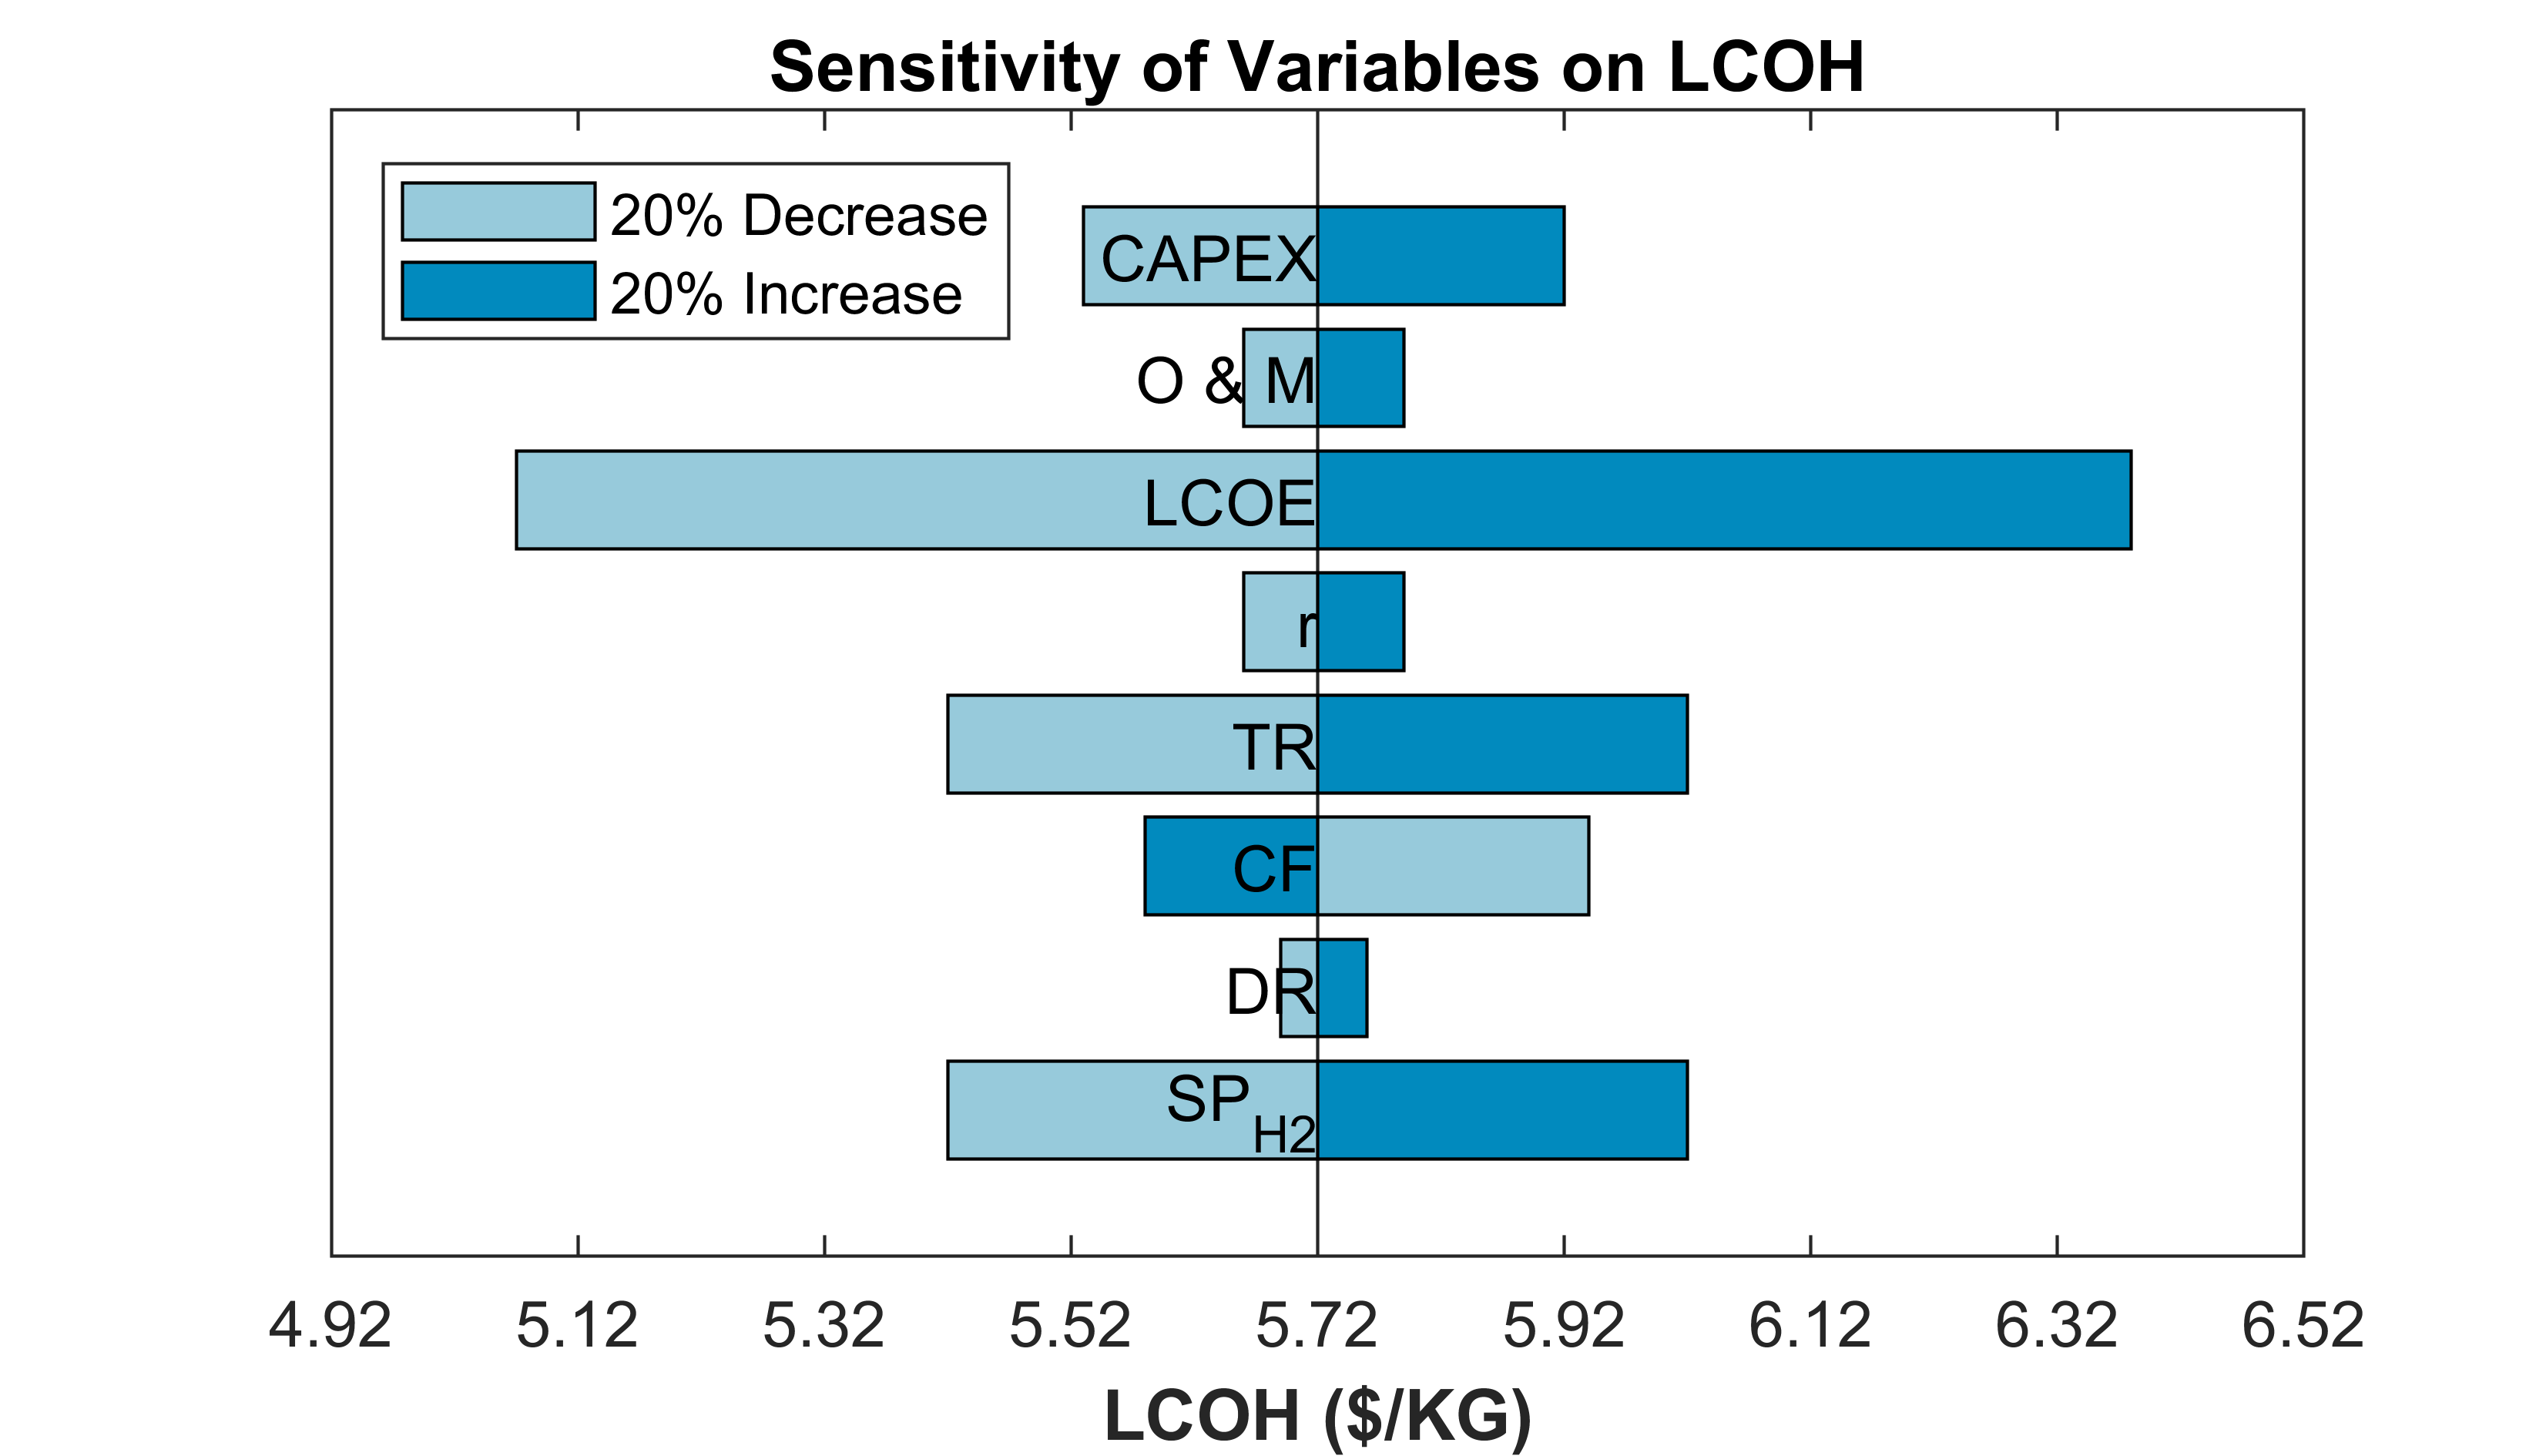 Sensitivity of Variables on LCOH
20% Decrease
20% Increase
CAPEX
O & M
LCOE
r
TR
CF
DR
SP H2
4.92 5.12 5.32 5.52 5.72 5.92 6.12 6.32 6.52
LCOH ($/KG)